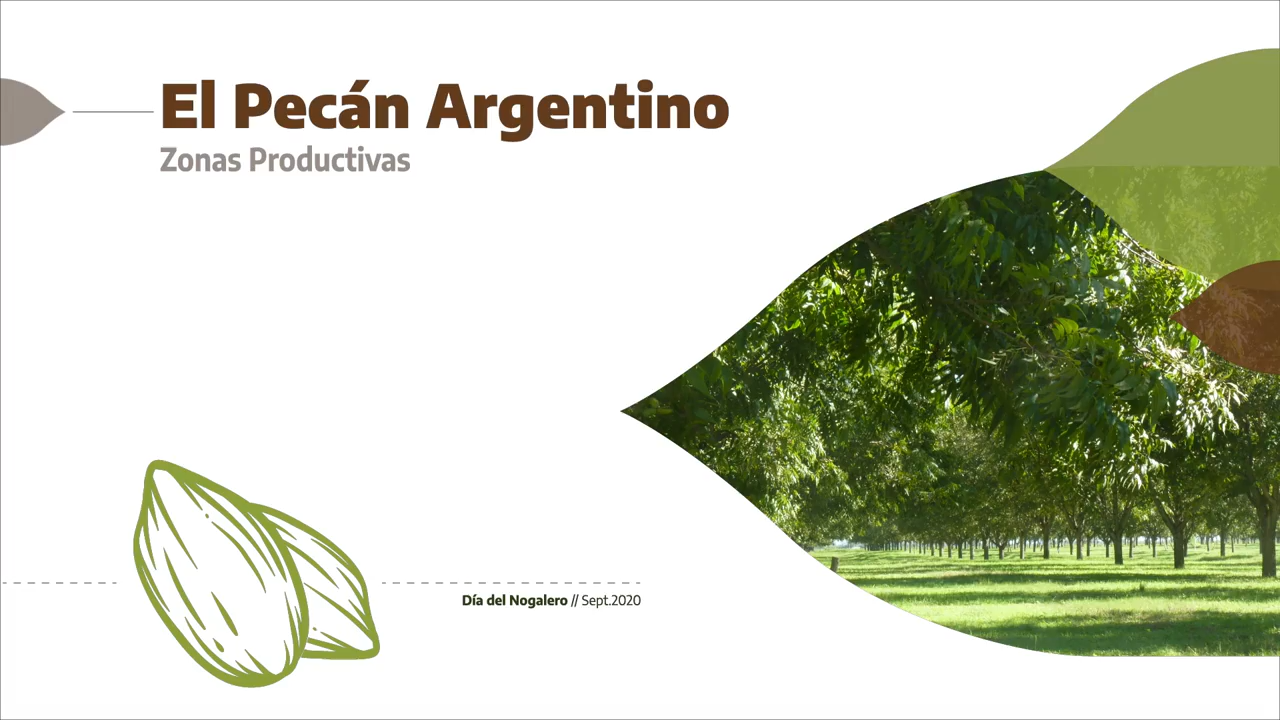 El Pecán Argentino
Zonas Productivas
Día del Nogalero // Sept.2020